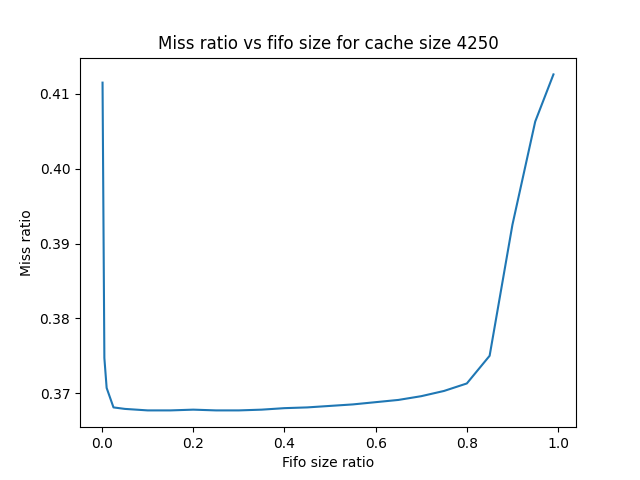 Miss ratio vs fifo size for cache size 4250
Miss ratio
0.41
0.40
0.39
0.38
0.37
0.0 0.2 0.4 0.6 0.8 1.0
Fifo size ratio